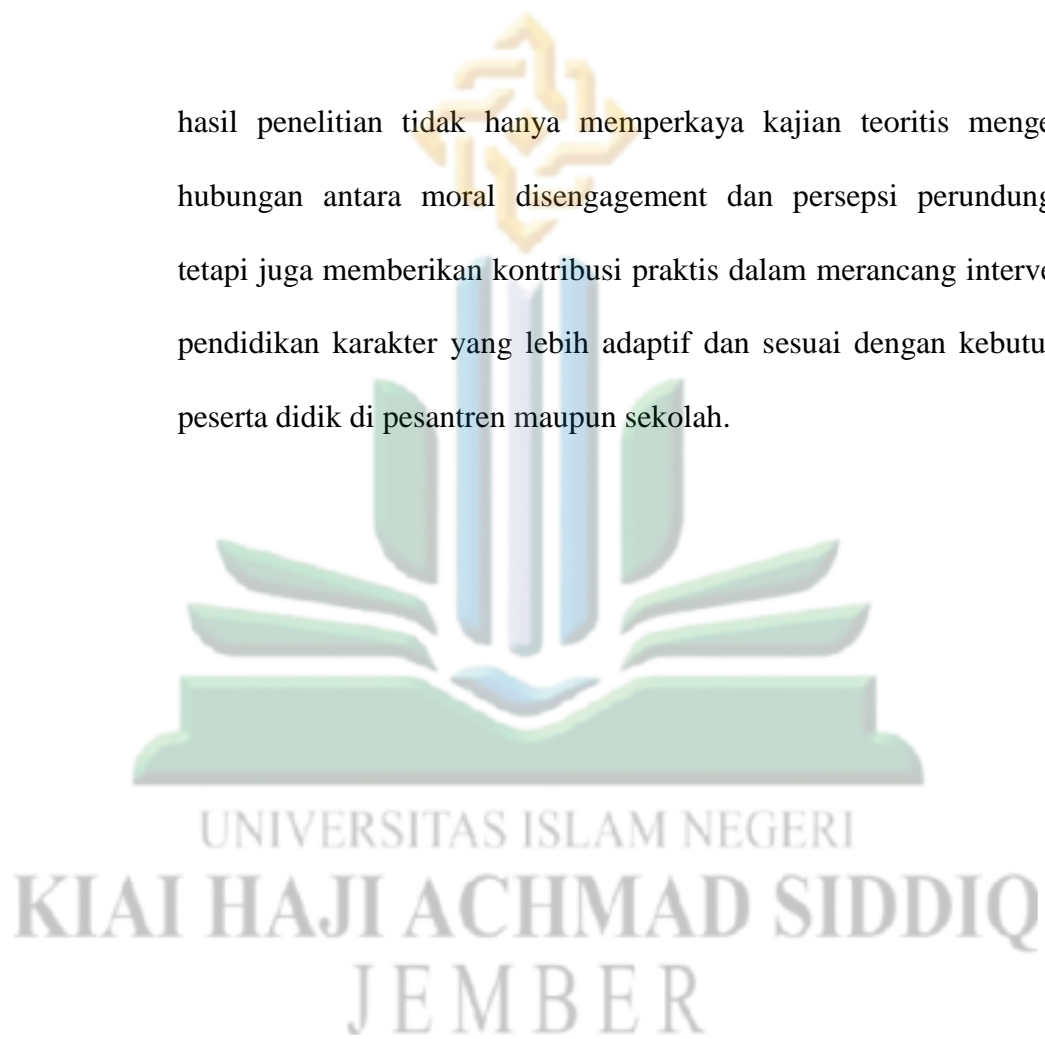 hasil penelitian tidak hanya memperkaya kajian teoritis menge
hubungan antara moral disengagement dan persepsi perundung
tetapi juga memberikan kontribusi praktis dalam merancang interve
pendidikan karakter yang lebih adaptif dan sesuai dengan kebutu
peserta didik di pesantren maupun sekolah.
UNIVERSITAS ISLAM NEGERI
KIAI HAJI ACHMAD SIDDIQ
JEMBER